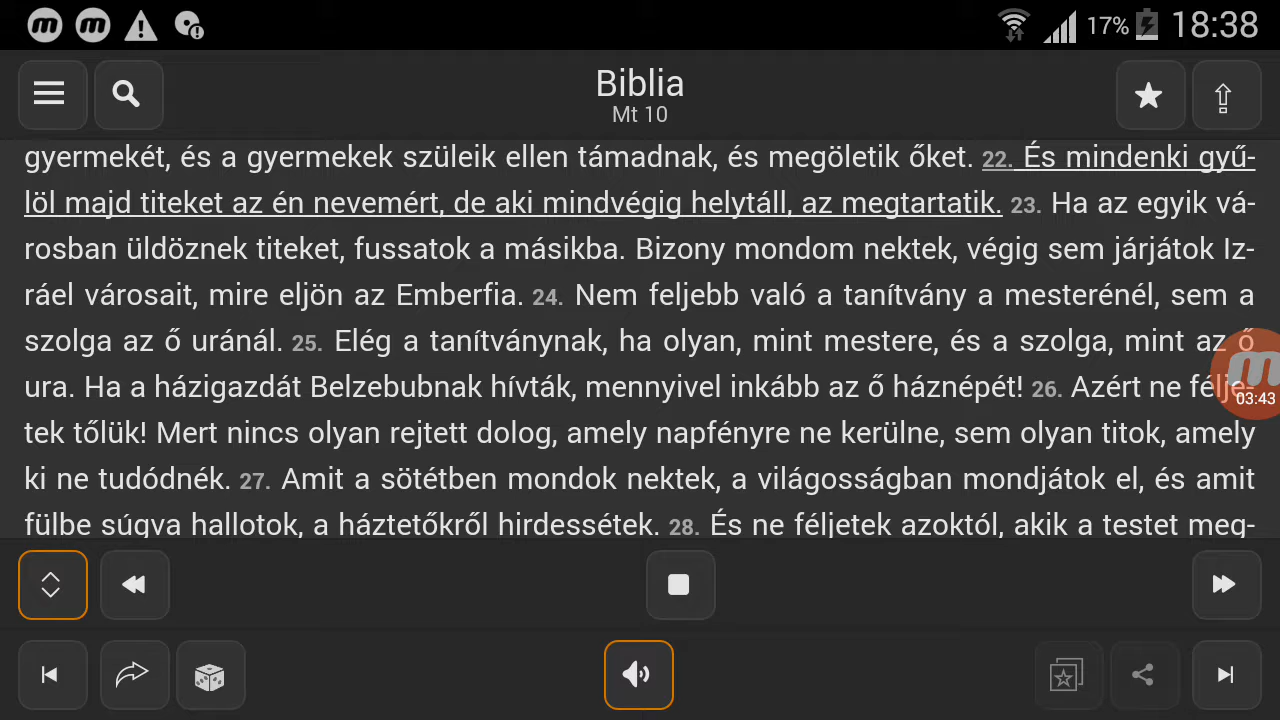 17% 18:38
Biblia
Mt 10
gyermekét, és a gyermekek szüleik ellen támadnak, és megöletik őket. 22. És mindenki gyű-
löl majd titeket az én nevemért, de aki mindvégig helytáll, az megtartatik. 23. Ha az egyik vá-
rosban üldöznek titeket, fussatok a másikba. Bizony mondom nektek, végig sem járjátok Iz-
ráel városait, mire eljön az Emberfia. 24. Nem feljebb való a tanítvány a mesterénél, sem a
szolga az ő uránál. 25. Elég a tanítványnak, ha olyan, mint mestere, és a szolga, mint az ő
ura. Ha a házigazdát Belzebubnak hívták, mennyivel inkább az ő háznépét! 26. Azért ne félje-
03:43
tek tőlük! Mert nincs olyan rejtett dolog, amely napfényre ne kerülne, sem olyan titok, amely
ki ne tudódnék. 27. Amit a sötétben mondok nektek, a világosságban mondjátok el, és amit
fülbe súgva hallotok, a háztetőkről hirdessétek. 28. És ne féljetek azoktól, akik a testet meg-